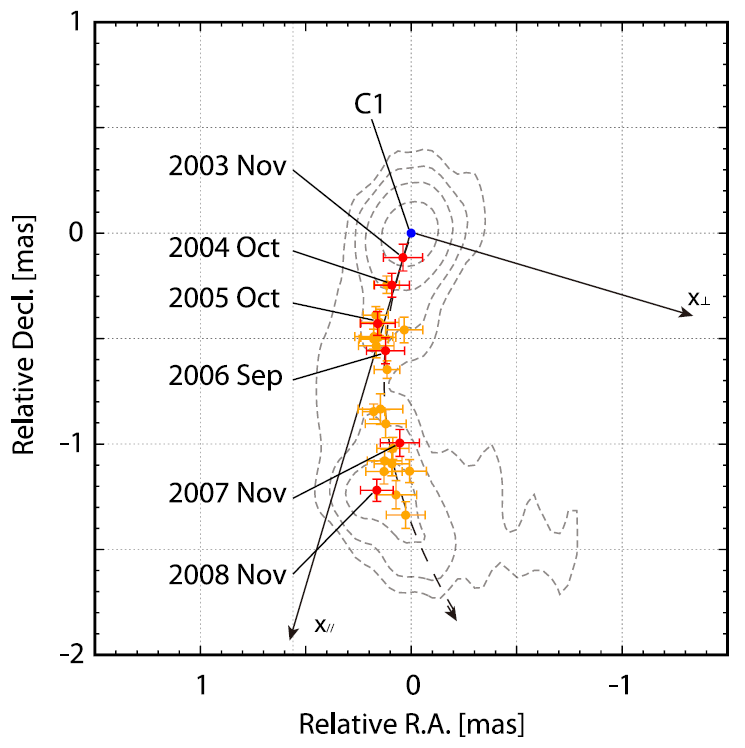 1
C1
2003 Nov
0
2004 Oct
2005 Oct
x⊥
2006 Sep
Relative Decl. [mas]
-1
2007 Nov
2008 Nov
x//
-2
1 0 -1
Relative R.A. [mas]